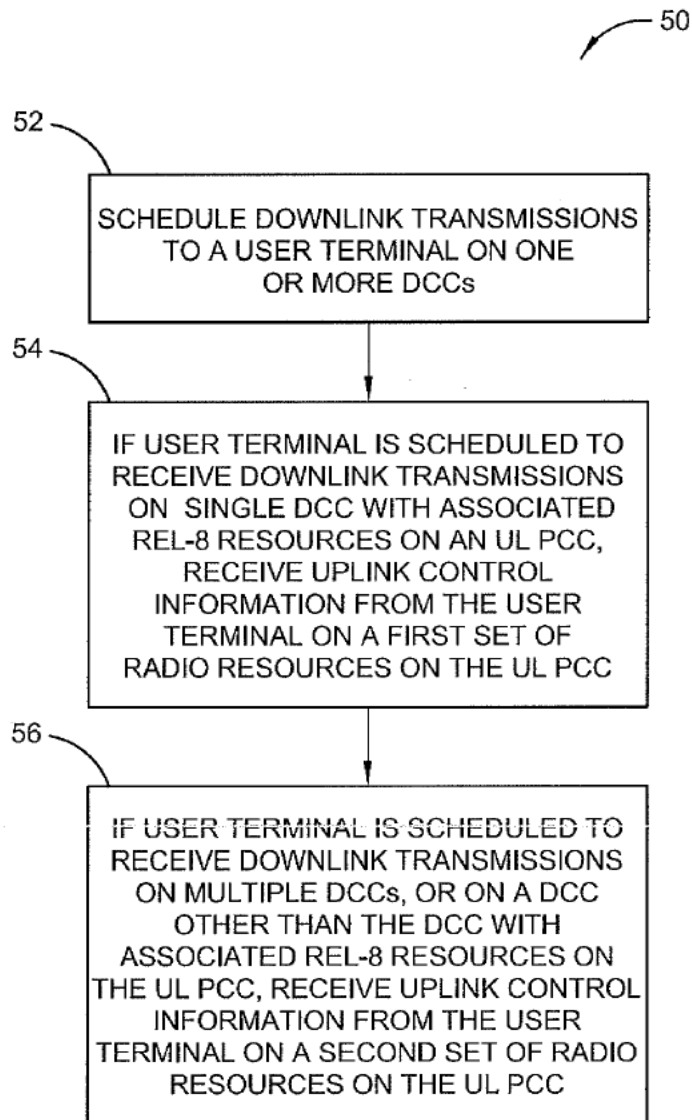 50
52
SCHEDULE DOWNLINK TRANSMISSIONS
TO A USER TERMINAL ON ONE
OR MORE DCCs
54
IF USER TERMINAL IS SCHEDULED TO
RECEIVE DOWNLINK TRANSMISSIONS
ON SINGLE DCC WITH ASSOCIATED
REL-8 RESOURCES ON AN UL PCC,
RECEIVE UPLINK CONTROL
INFORMATION FROM THE USER
TERMINAL ON A FIRST SET OF
RADIO RESOURCES ON THE UL PCC
56
IF USER TERMINAL IS SCHEDULED TO
RECEIVE DOWNLINK TRANSMISSIONS
ON MULTIPLE DCCs, OR ON A DCC
OTHER THAN THE DCC WITH
ASSOCIATED REL-8 RESOURCES ON
THE UL PCC, RECEIVE UPLINK CONTROL
INFORMATION FROM THE USER
TERMINAL ON A SECOND SET OF RADIO
RESOURCES ON THE UL PCC